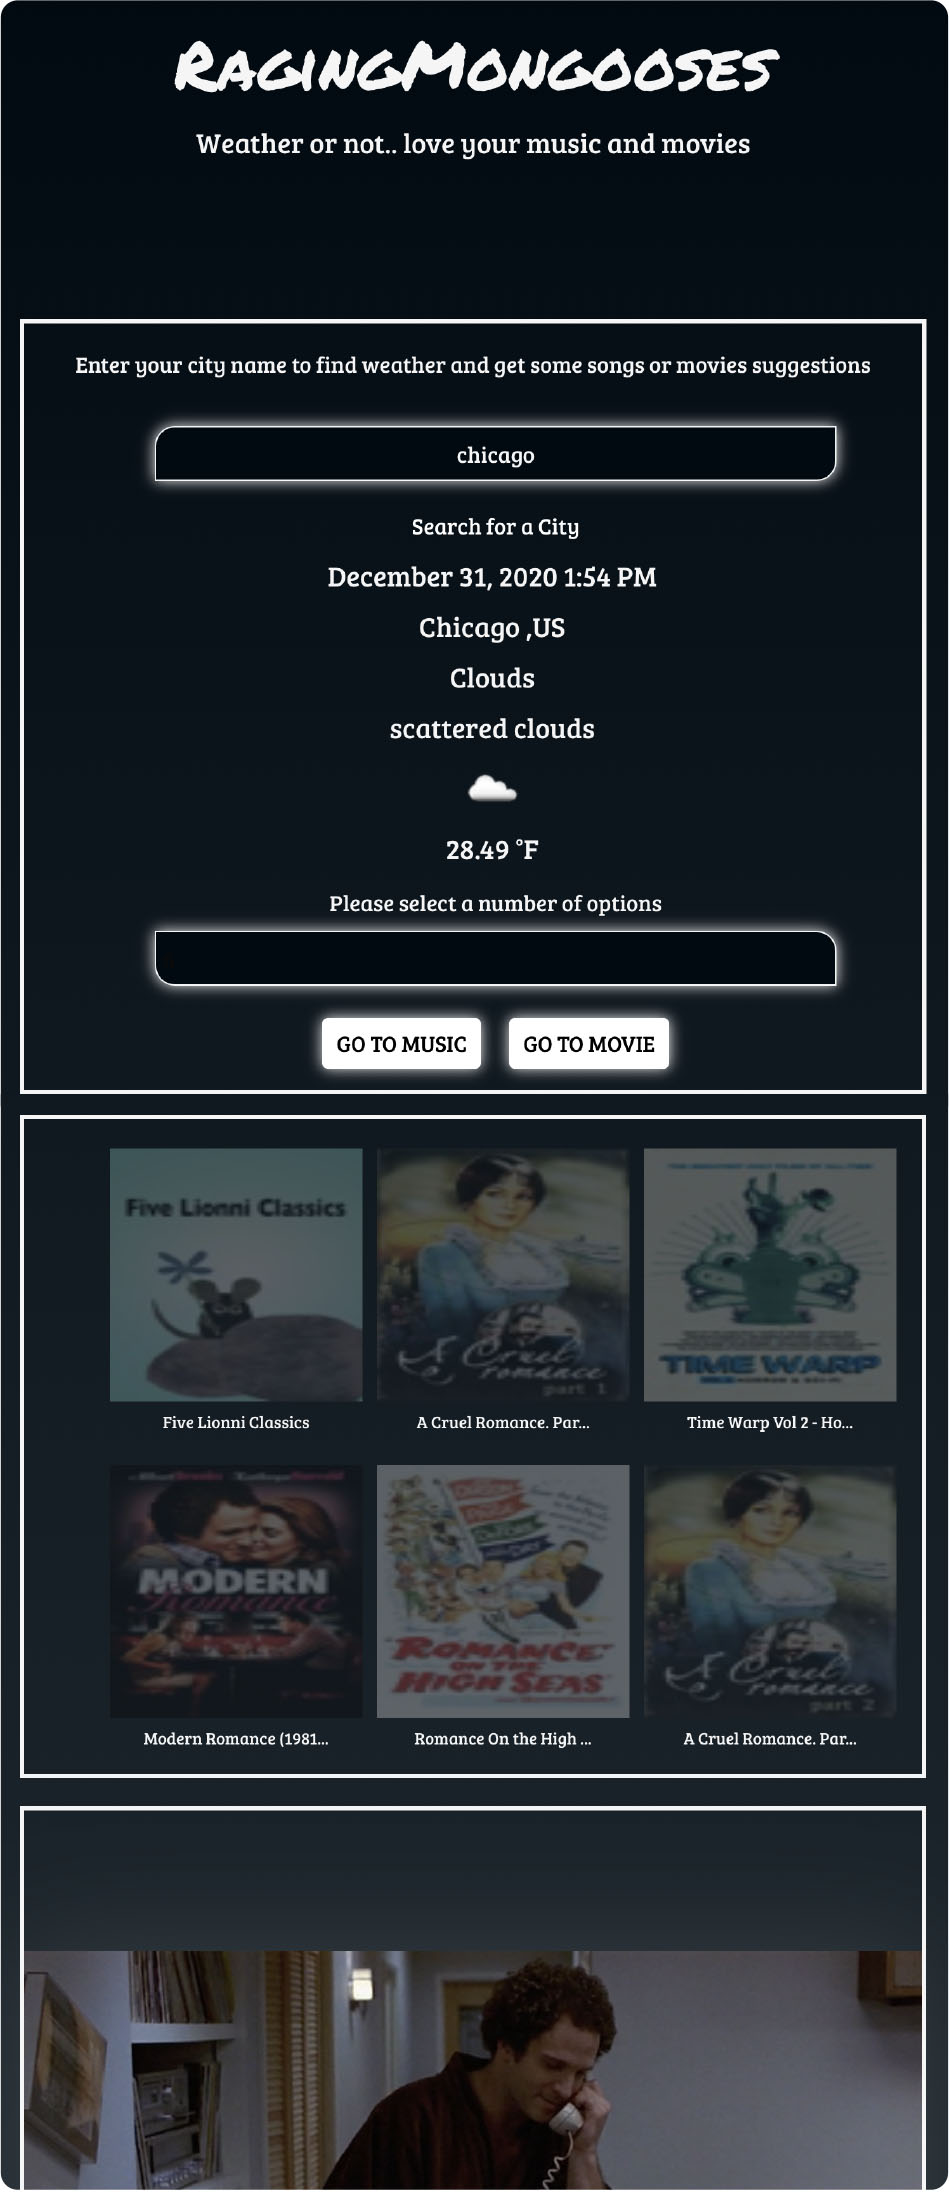 RagingMongooses
Weather or not.. love your music and movies
Enter your city name to find weather and get some songs or movies suggestions
chicago
Search for a City
December 31, 2020 1:54 PM
Chicago ,US
Clouds
scattered clouds
28.49 °F
Please select a number of options
GO TO MUSIC GO TO MOVIE
Five Lionni Classics
A Cruel romance
part 1
TIME WARP
Five Lionni Classics
A Cruel Romance. Par...
Time Warp Vol 2 - Ho...
MODERN
Romance
ROMANCE
ON THE
HIGH SEAS
A Cruel romance
part 2
Modern Romance (1981...
Romance On the High ...
A Cruel Romance. Par...